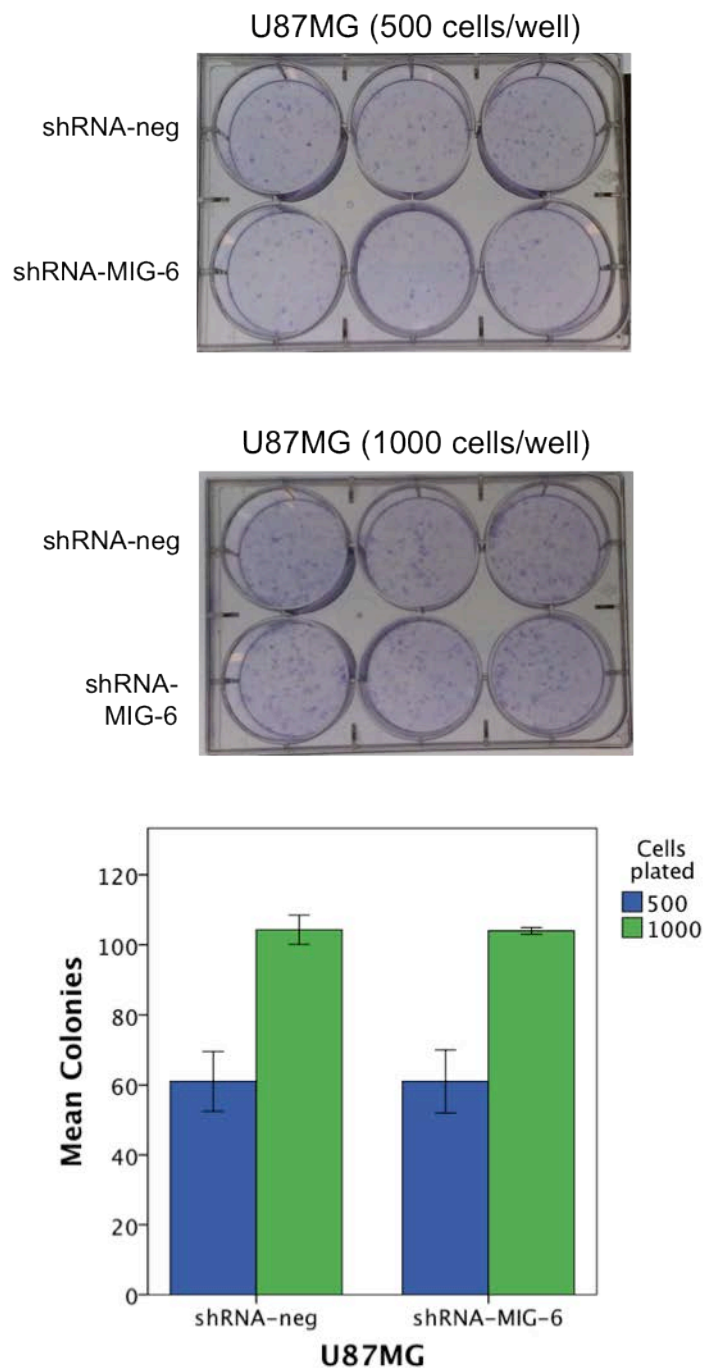 U87MG (500 cells/well)
shRNA-neg
shRNA-MIG-6
U87MG (1000 cells/well)
shRNA-neg
shRNA-
MIG-6
Cells
plated
500
1000
120
100
80
60
40
20
0
Mean Colonies
shRNA-neg
shRNA-MIG-6
U87MG